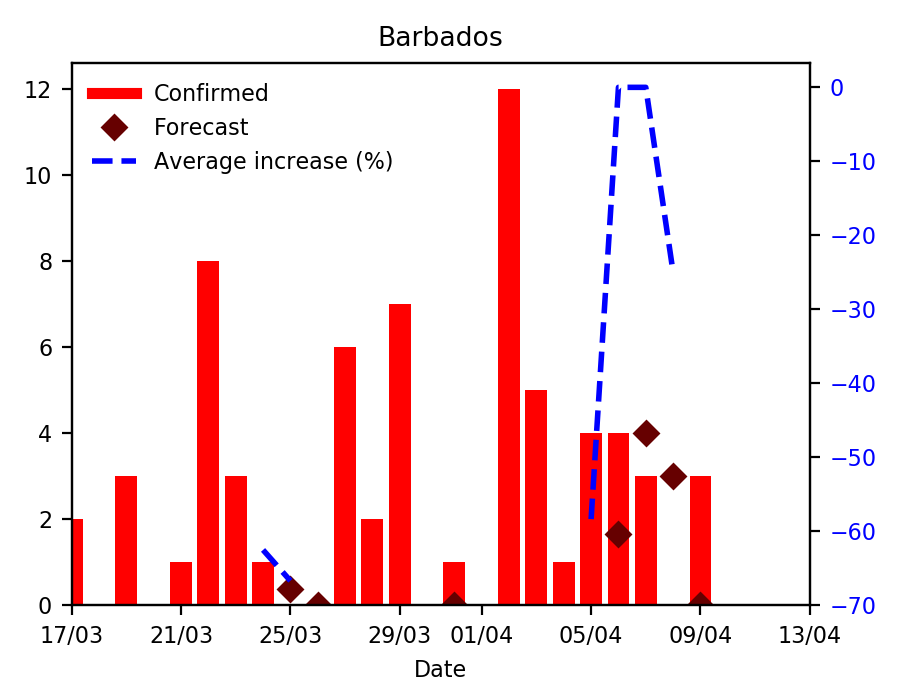 Barbados
Confirmed
Forecast
Average increase (%)
12
10
8
6
4
2
0
0
−10
−20
−30
−40
−50
−60
−70
17/03 21/03 25/03 29/03 01/04 05/04 09/04 13/04
Date